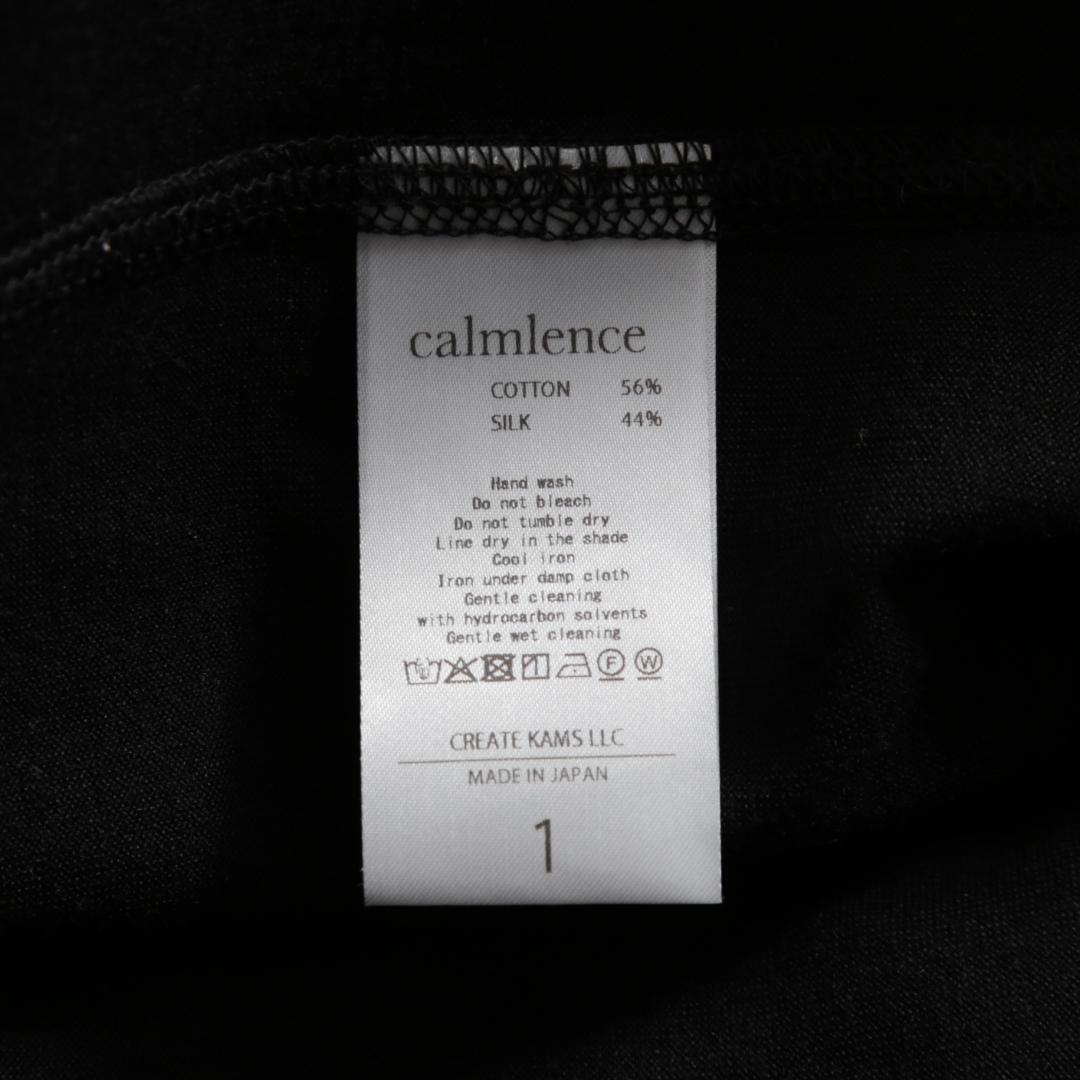 calmlence
COTTON 56%
SILK 44%
Hand wash
Do not bleach
Do not tumble dry
Line dry in the shade
Cool iron
Iron under damp cloth
Gentle cleaning
with hydrocarbon solvents
Gentle wet cleaning
F W
CREATE KAMS LLC
MADE IN JAPAN
1